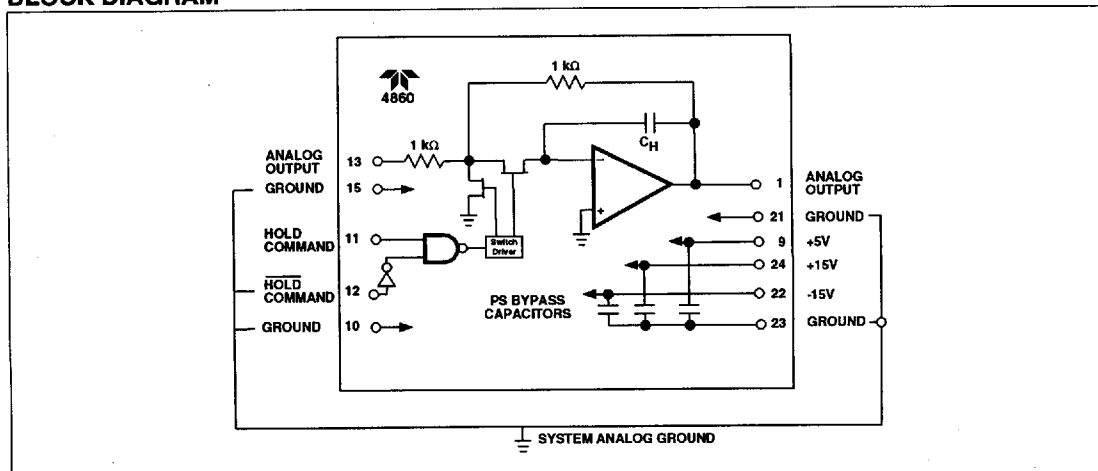 BLOCK DIAGRAM
4860
1 kΩ
CH
1 kΩ
ANALOG
OUTPUT
13
GROUND
15
HOLD
COMMAND
11
HOLD
COMMAND
12
GROUND
10
Switch
Driver
PS BYPASS
CAPACITORS
1
ANALOG
OUTPUT
21
GROUND
9
+5V
24
+15V
22
-15V
23
GROUND
SYSTEM ANALOG GROUND